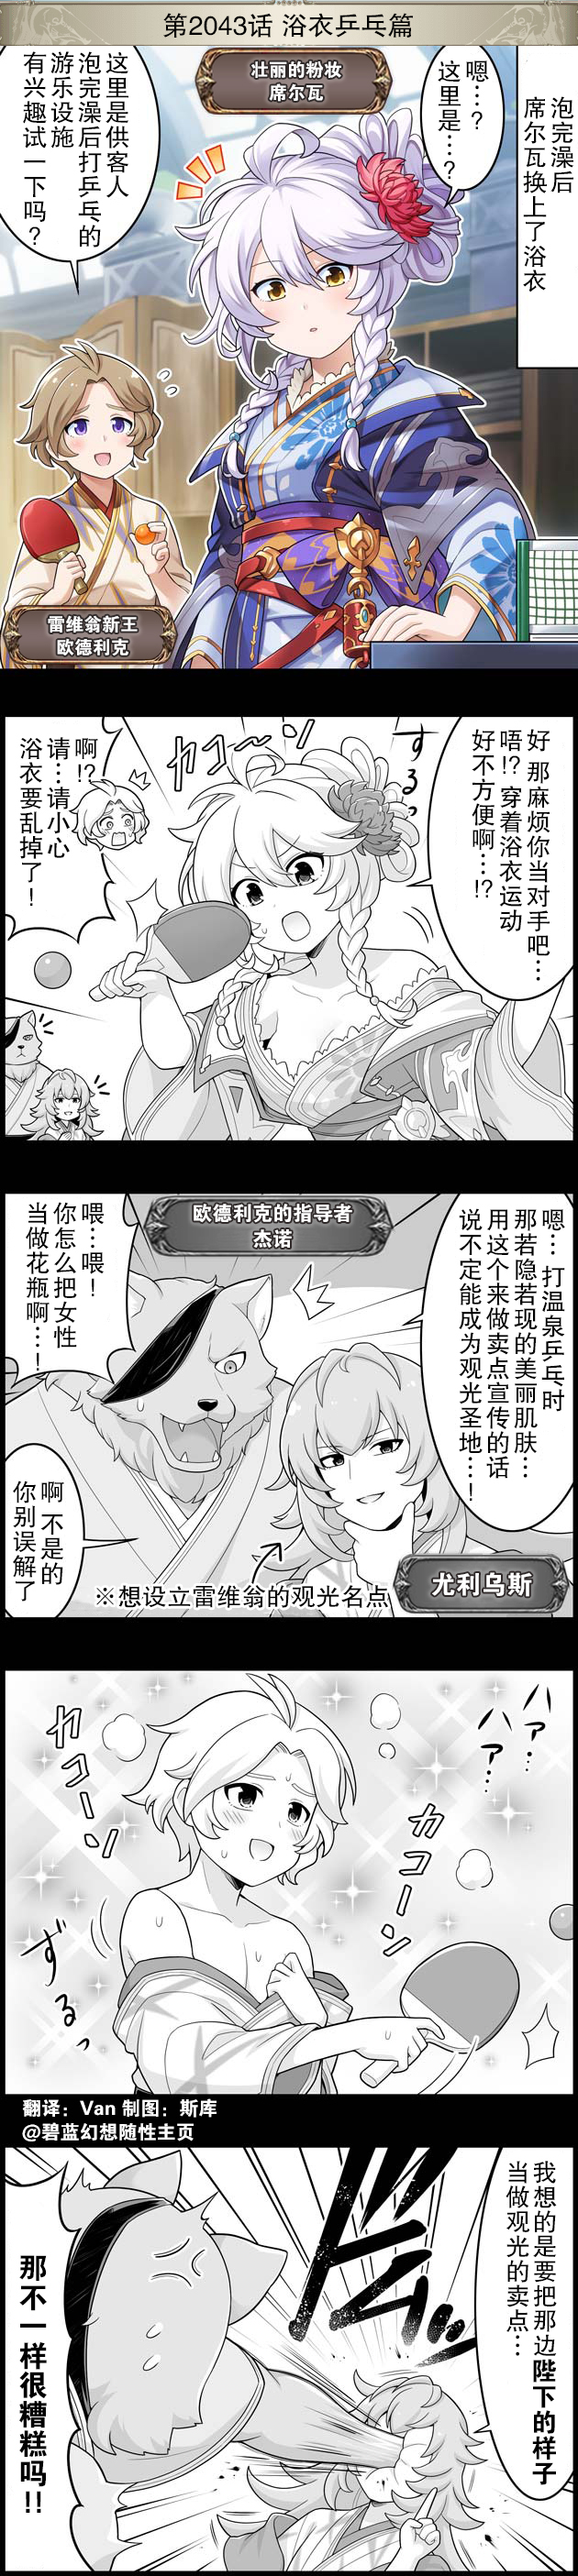 第2043话 浴衣乒乓篇
泡完澡后
席尔瓦换上了浴衣
嗯…?
这里是…?
壮丽的粉妆
席尔瓦
这里是供客人
泡完澡后打乒乓的
游乐设施
有兴趣试一下吗?
雷维翁新王
欧德利克
好 那麻烦你当对手吧…
唔!? 穿着浴衣运动
好不方便啊…!?
ずるっ
カコーン
啊!?
请…请小心
浴衣要乱掉了!
嗯… 打温泉乒乓时
那若隐若现的美丽肌肤…
用这个来做卖点宣传的话
说不定能成为观光圣地…!
欧德利克的指导者
杰诺
喂…喂!
你怎么把女性
当做花瓶啊…!
啊 不是的
你别误解了
※想设立雷维翁的观光名点
尤利乌斯
ハァ…
ハァ…
カコーン
カコーン
ずるっ
翻译：Van 制图：斯库
@碧蓝幻想随性主页
我想的是要把那边陛下的样子
当做观光的卖点…
那不一样很糟糕吗!!